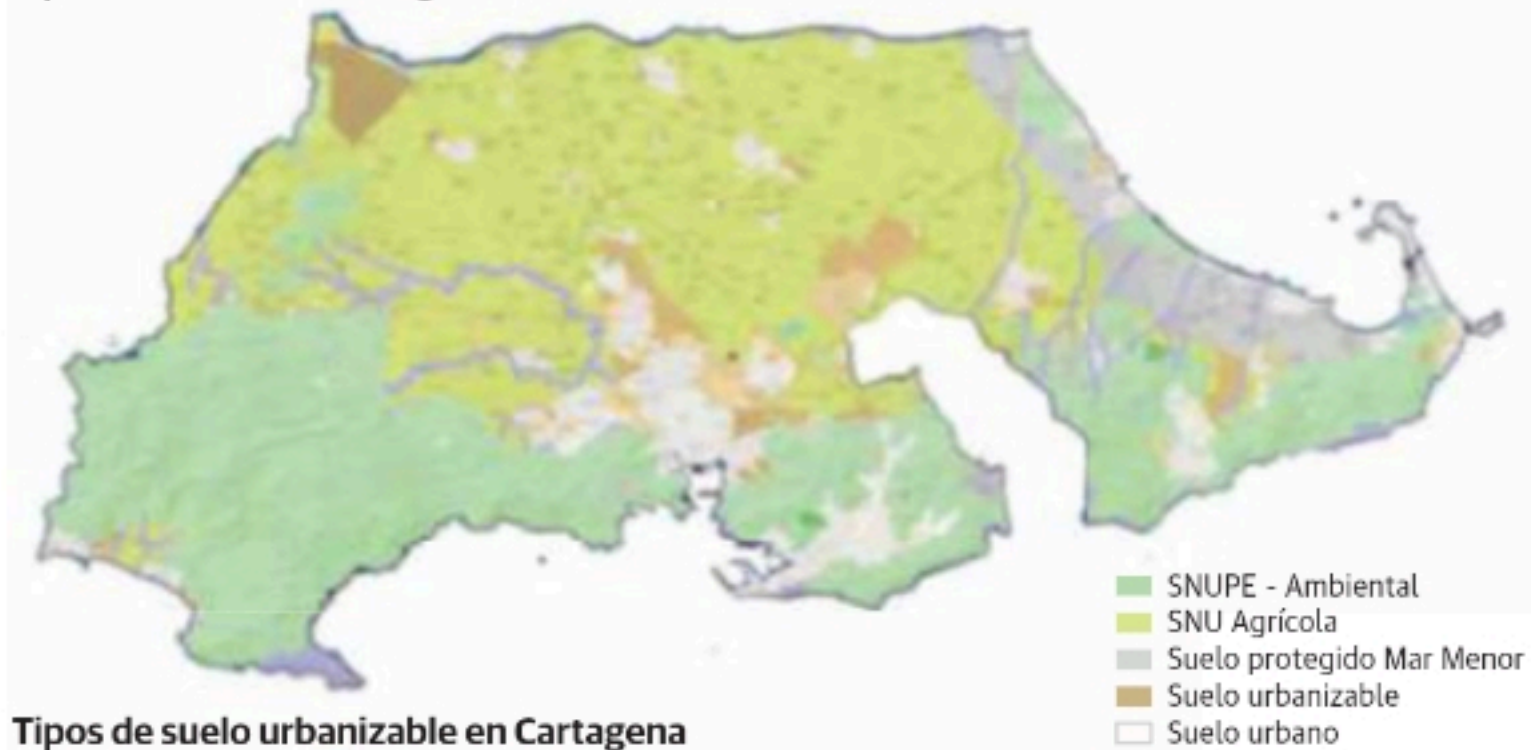 SNUPE - Ambiental
SNU Agrícola
Suelo protegido Mar Menor
Suelo urbanizable
Suelo urbano
Tipos de suelo urbanizable en Cartagena